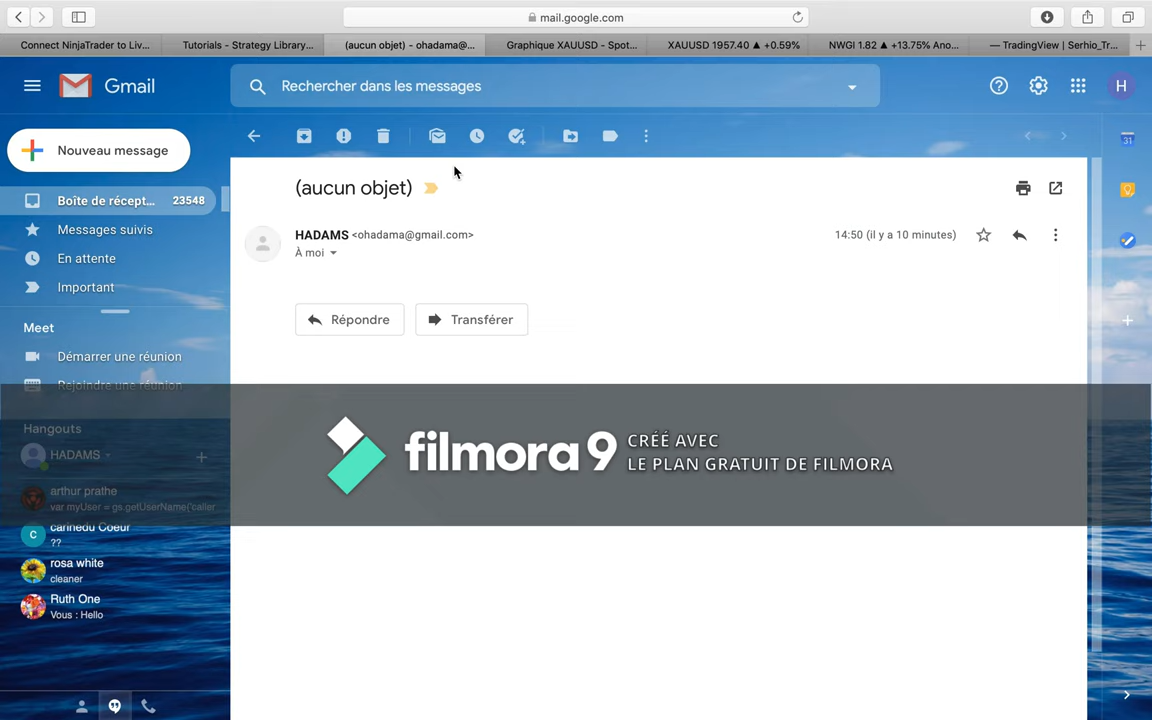 mail.google.com
Connect NinjaTrader to Liv...
Tutorials - Strategy Library...
(aucun objet) - ohadama@...
Graphique XAUUSD - Spot...
XAUUSD 1957.40 ▲ +0.59%
NWGI 1.82 ▲ +13.75% Ano...
— TradingView | Serhio_Tr...
Gmail
Rechercher dans les messages
H
Nouveau message
Boîte de récept... 23548
Messages suivis
En attente
Important
Meet
Démarrer une réunion
Rejoindre une réunion
Hangouts
HADAMS
arthur prathe
var myUser = gs.getUserName('caller
C
carinedu Coeur
??
rosa white
cleaner
Ruth One
Vous : Hello
(aucun objet)
HADAMS <ohadama@gmail.com>
14:50 (il y a 10 minutes)
À moi
Répondre
Transférer
filmora9
CRÉÉ AVEC
LE PLAN GRATUIT DE FILMORA
31